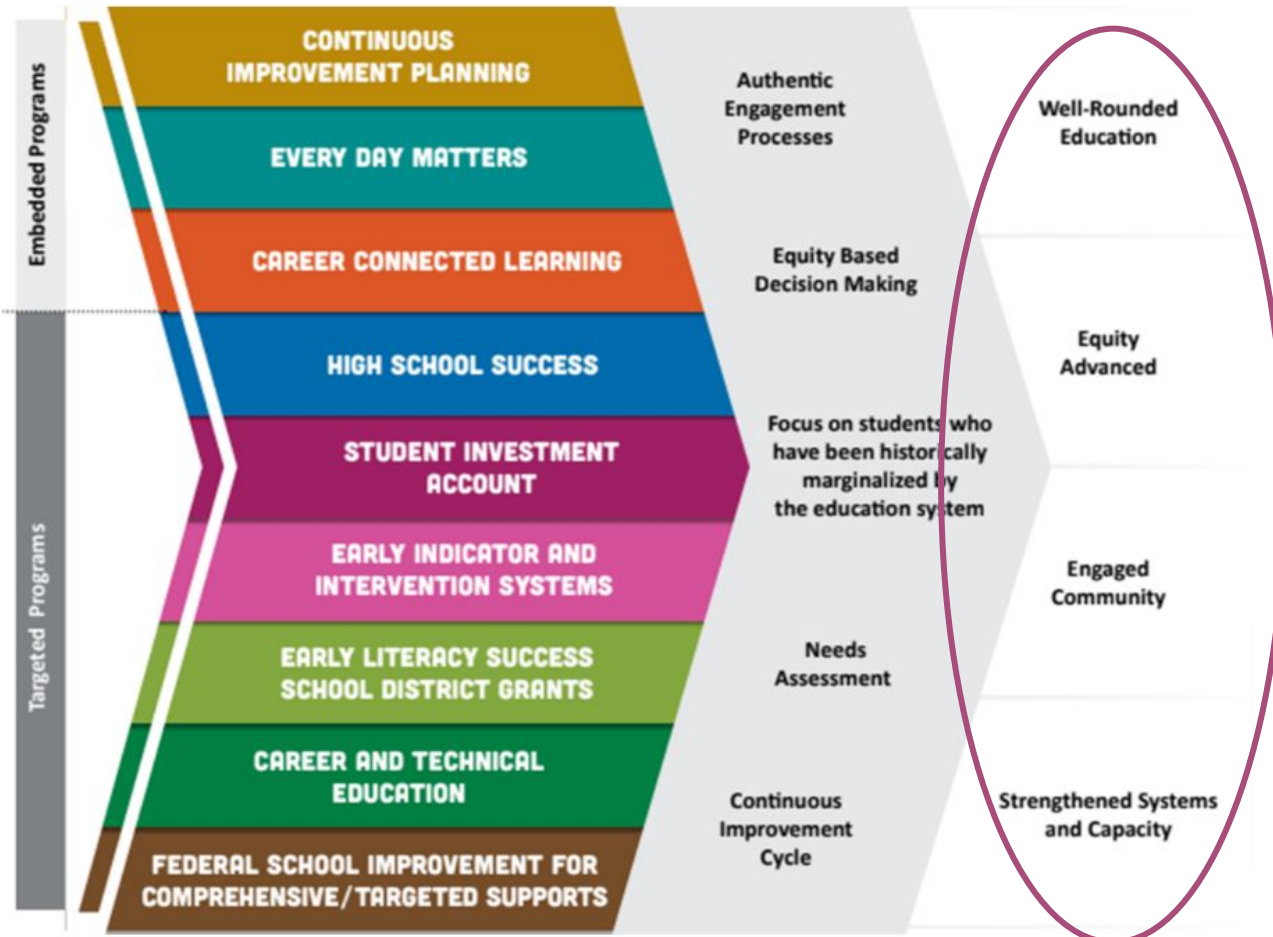 Embedded Programs
Targeted Programs
CONTINUOUS
IMPROVEMENT PLANNING
EVERY DAY MATTERS
CAREER CONNECTED LEARNING
HIGH SCHOOL SUCCESS
STUDENT INVESTMENT
ACCOUNT
EARLY INDICATOR AND
INTERVENTION SYSTEMS
EARLY LITERACY SUCCESS
SCHOOL DISTRICT GRANTS
CAREER AND TECHNICAL
EDUCATION
FEDERAL SCHOOL IMPROVEMENT FOR
COMPREHENSIVE/TARGETED SUPPORTS
Authentic
Engagement
Processes
Equity Based
Decision Making
Focus on students who
have been historically
marginalized by
the education system
Needs
Assessment
Continuous
Improvement
Cycle
Well-Rounded
Education
Equity
Advanced
Engaged
Community
Strengthened Systems
and Capacity